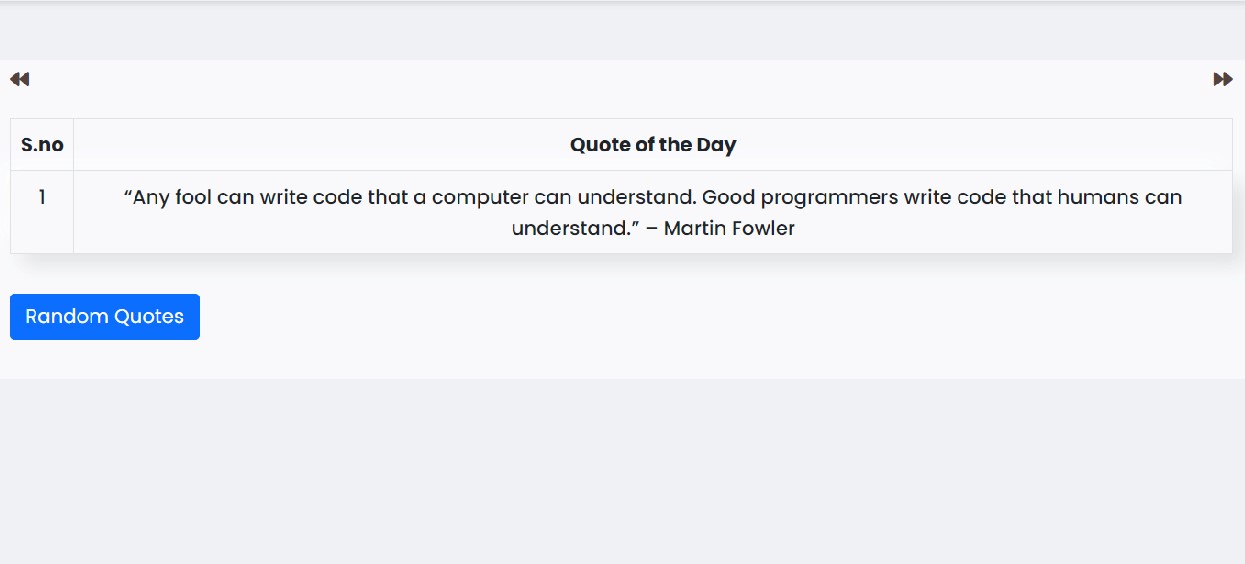 S.no Quote of the Day
1 “Any fool can write code that a computer can understand. Good programmers write code that humans can
understand.” – Martin Fowler
Random Quotes